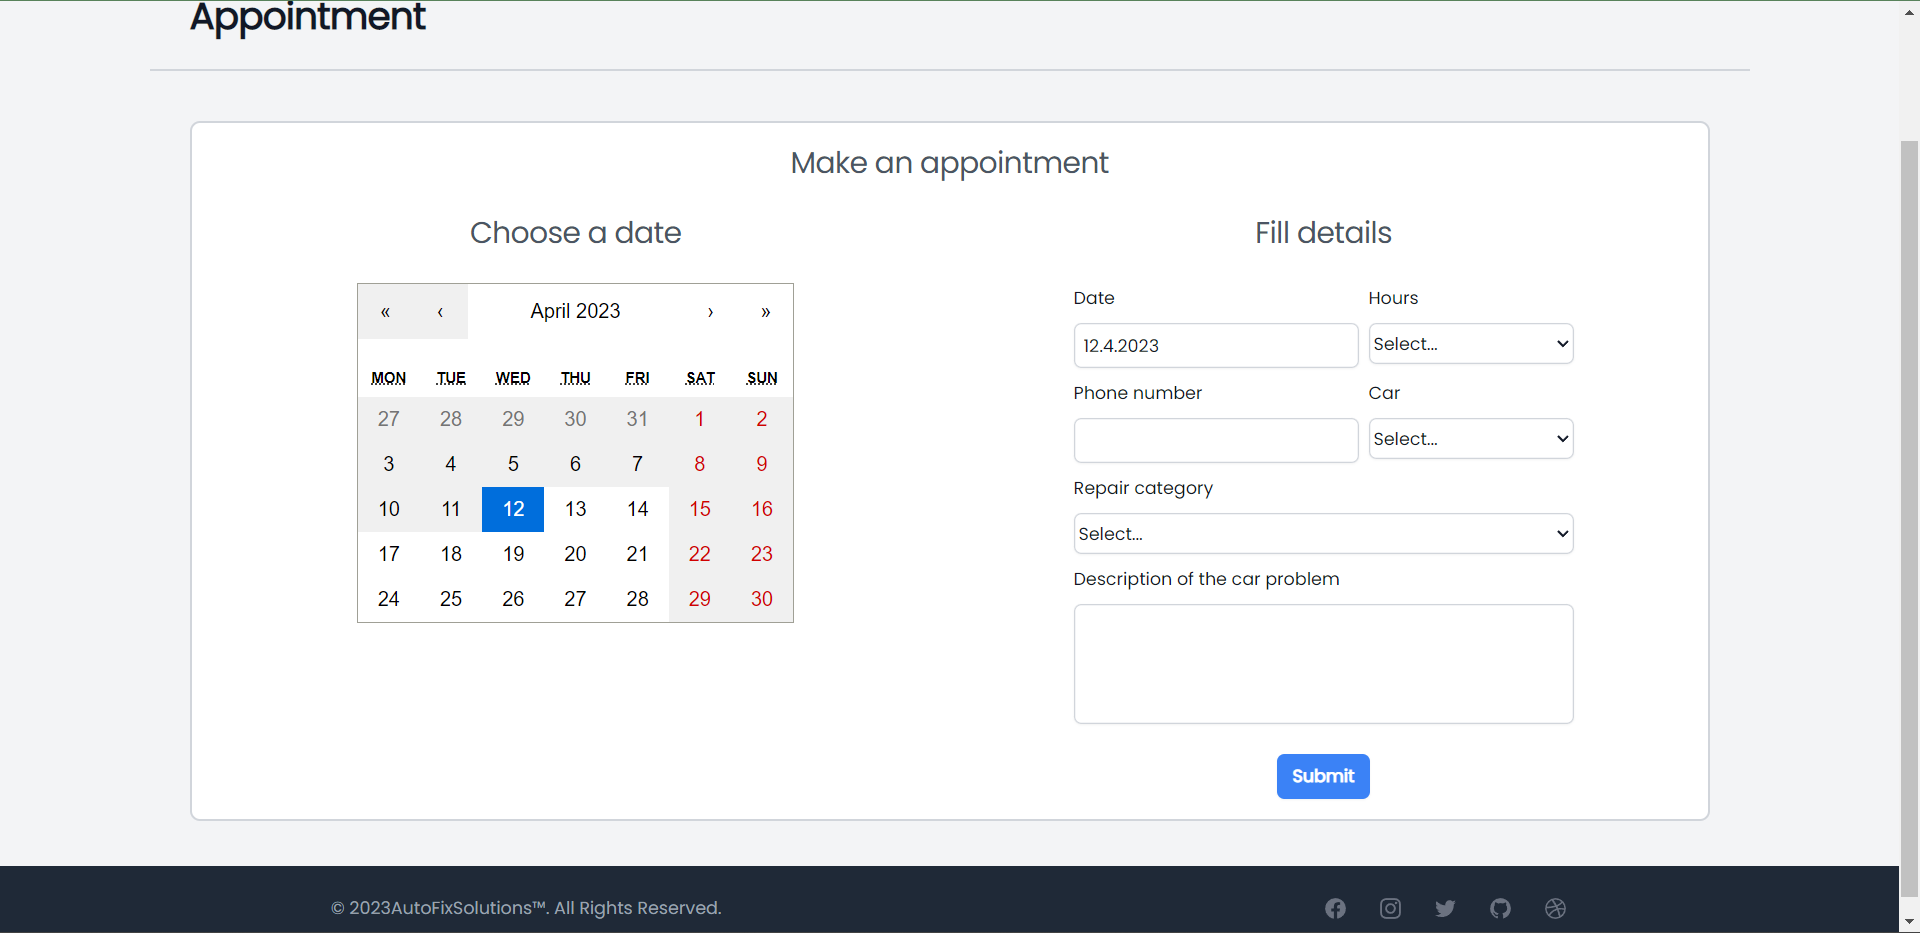 Appointment
Make an appointment
Choose a date
« ‹ April 2023 › »
MON TUE WED THU FRI SAT SUN
27 28 29 30 31 1 2
3 4 5 6 7 8 9
10 11 12 13 14 15 16
17 18 19 20 21 22 23
24 25 26 27 28 29 30
Fill details
Date Hours
12.4.2023 Select...
Phone number Car
Select...
Repair category
Select...
Description of the car problem
Submit
© 2023AutoFixSolutions™. All Rights Reserved.